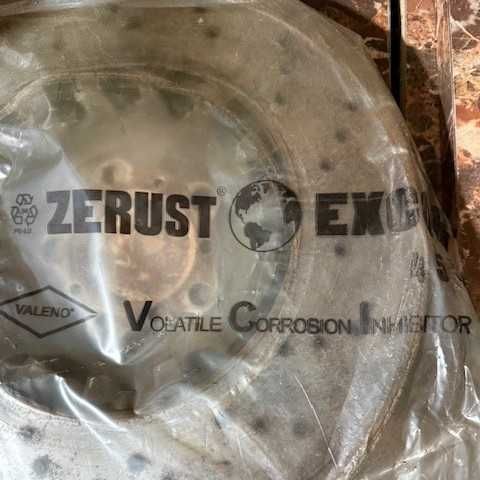 ZERUST®
VALENO®
VOLATILE CORROSION INHIBITOR